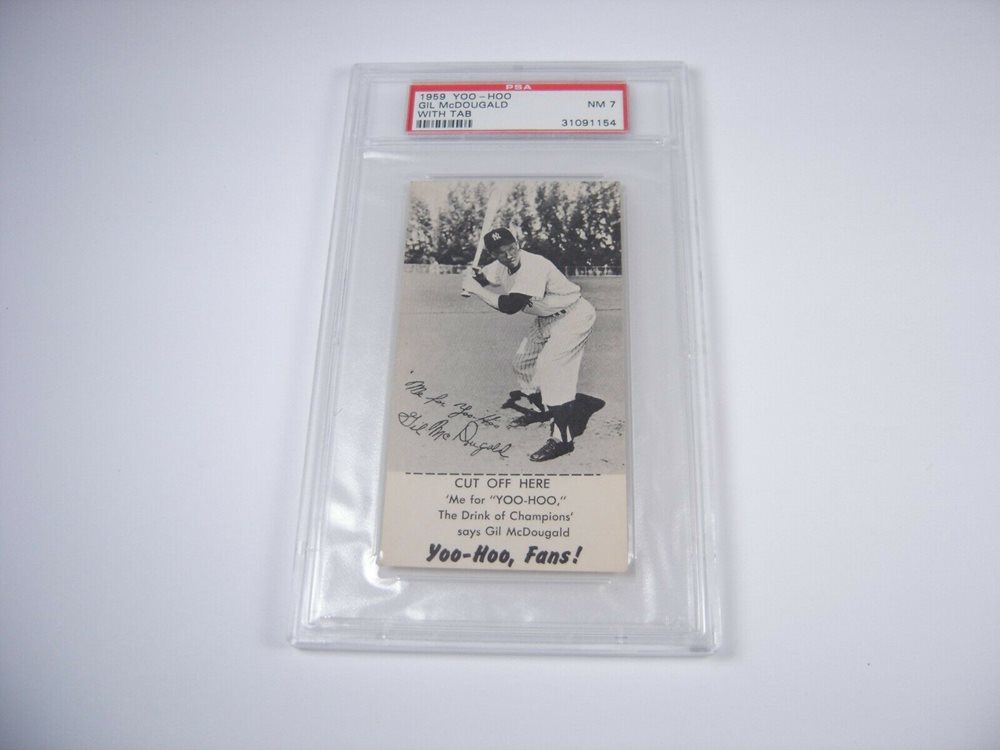 PSA
1959 YOO-HOO
GIL McDOUGALD NM 7
WITH TAB
31091154
NY
"Me for Yoo-Hoo"
Gil McDougald
CUT OFF HERE
'Me for "YOO-HOO,"
The Drink of Champions'
says Gil McDougald
Yoo-Hoo, Fans!